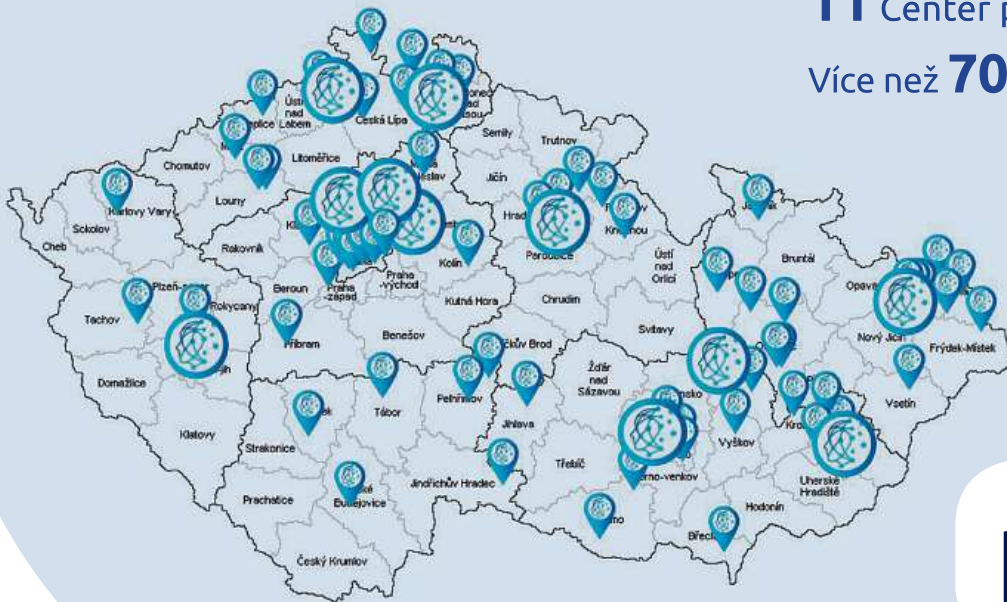 11 Center p
Více než 70
Ústí
nad
Labem
Česká Lípa
Semily
Trutnov
Chomutov
Litoměřice
Jičín
Louny
Karlovy Vary
Sokolov
Cheb
Rakovník
Kolín
Pardubice
Ústí
nad
Orlicí
Bruntál
Beroun
Praha
-západ
Praha
-východ
Rokycany
Tachov
Kutná Hora
Chrudim
Nový Jičín
Frýdek-Místek
Příbram
Benešov
Svitavy
Domažlice
Žďár
nad
Sázavou
Tábor
Pelhřimov
Vsetín
Klatovy
Strakonice
Jihlava
Vyškov
Třebíč
Uherské
Hradiště
Prachatice
Jindřichův Hradec
Hodonín
Český Krumlov